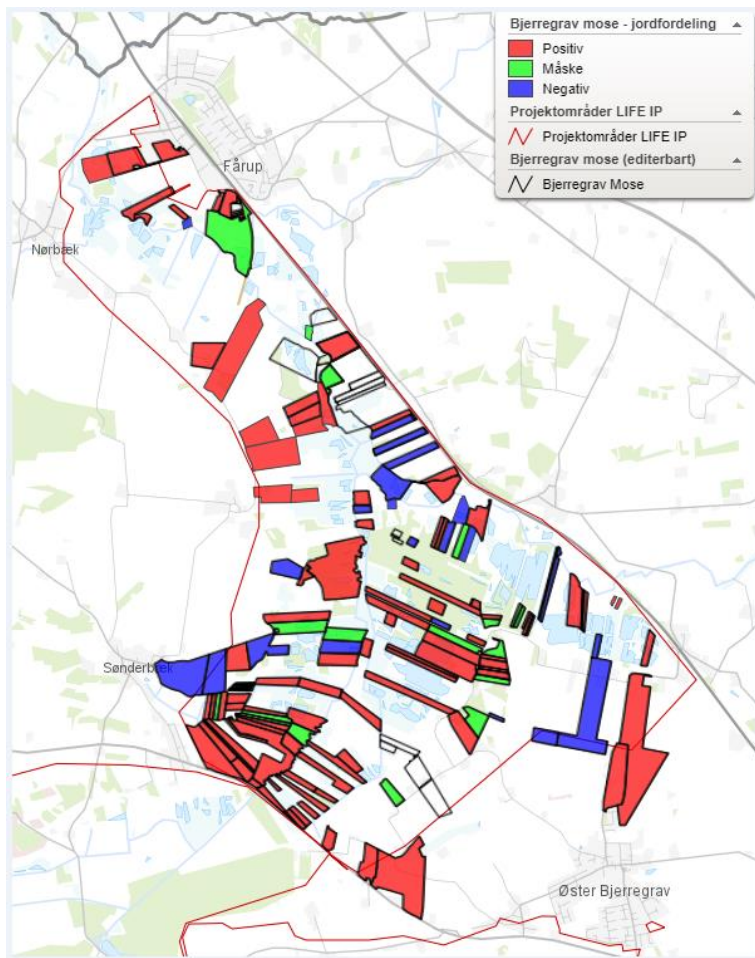 Bjerregrav mose - jordfordeling
Positiv
Måske
Negativ
Projektområder LIFE IP
Projektområder LIFE IP
Bjerregrav mose (editerbart)
Bjerregrav Mose
Fårup
Nørbæk
Sønderbæk
Øster Bjerregrav